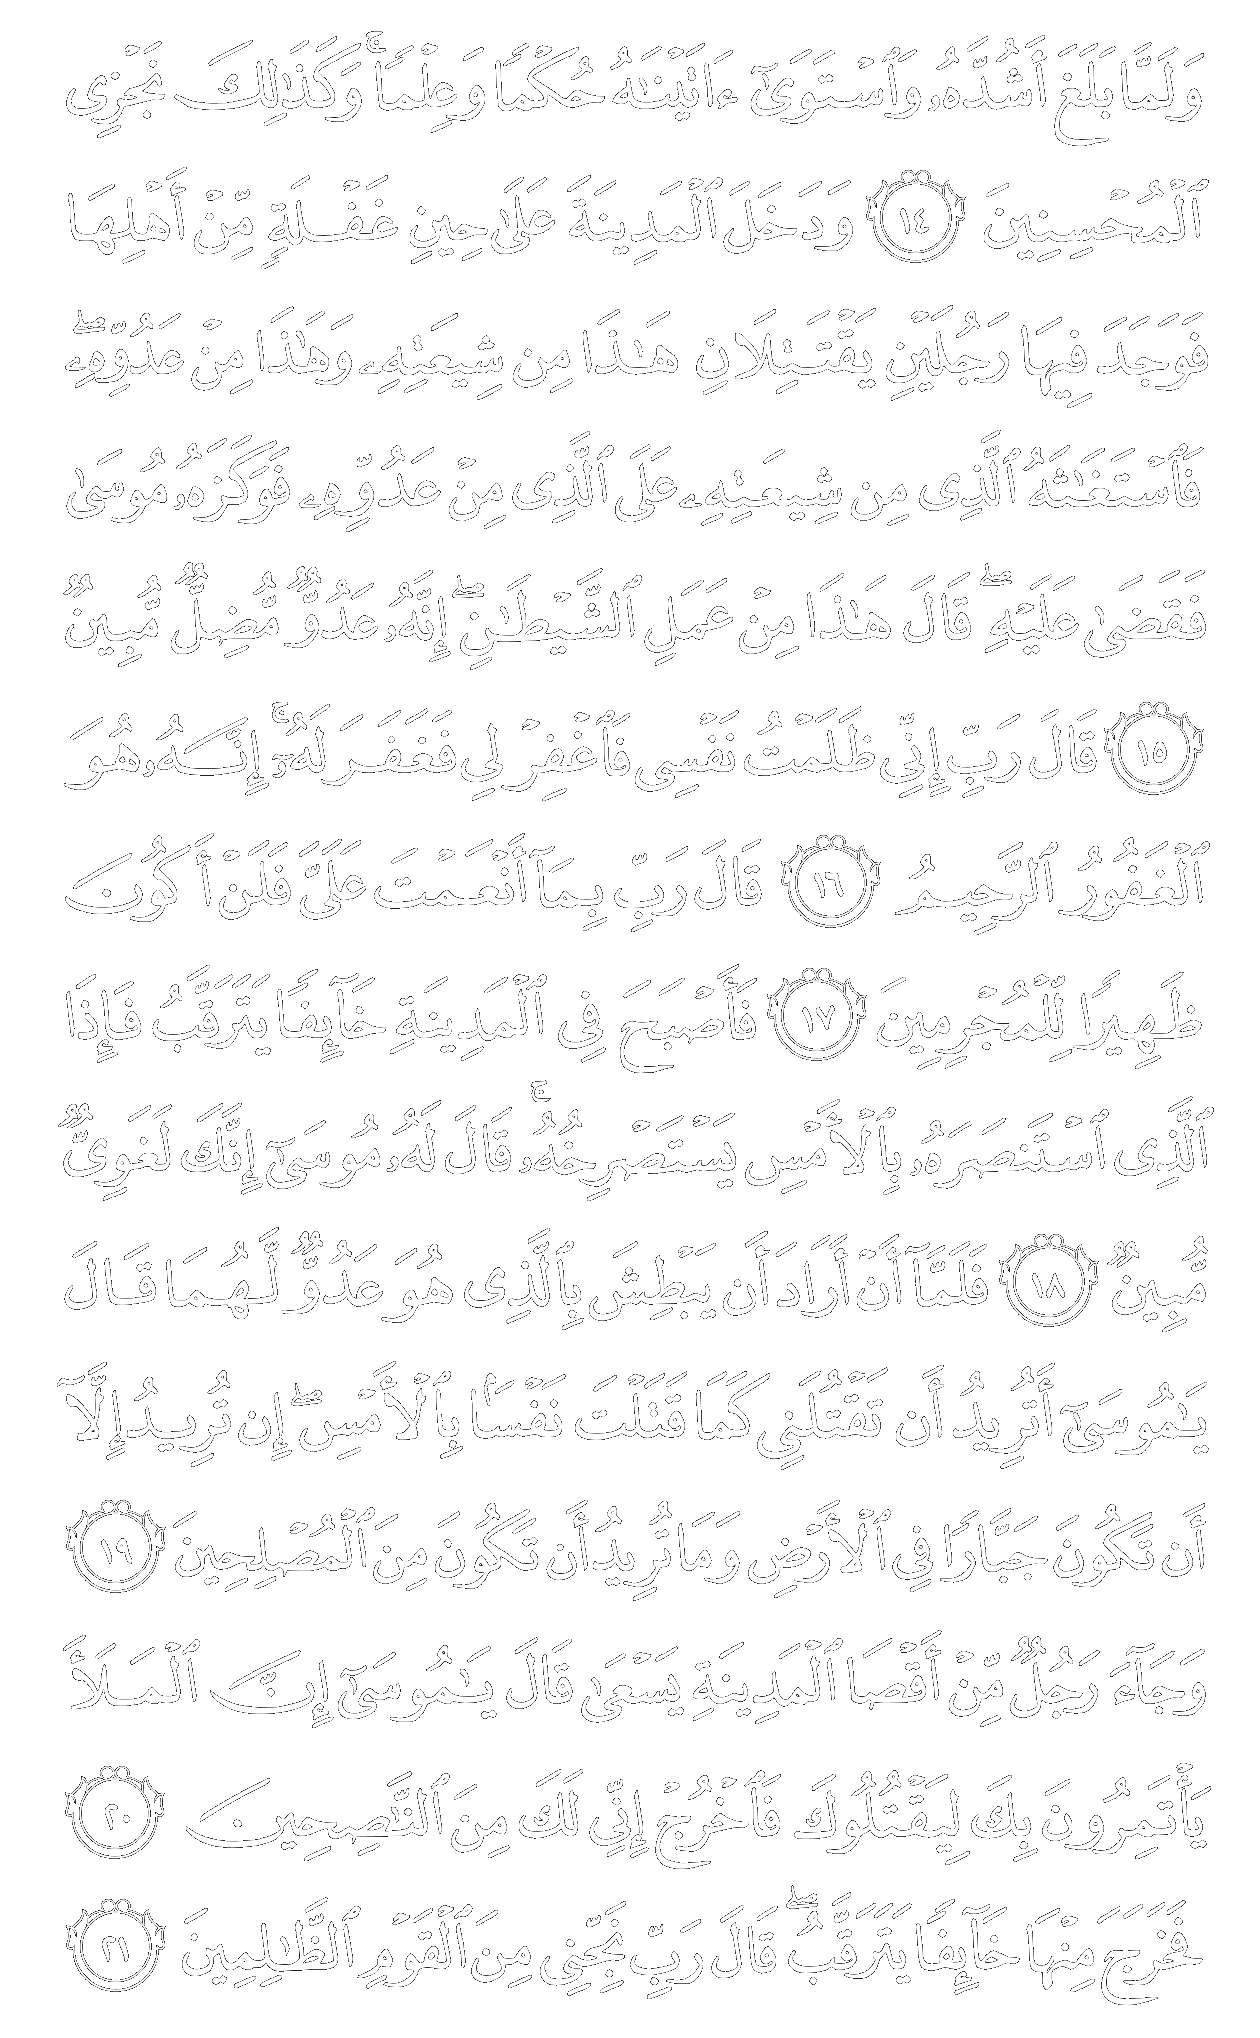 وَلَمَّا بَلَغَ أَشُدَّهُۥ وَٱسْتَوَىٰٓ ءَاتَيْنَـٰهُ حُكْمًا وَعِلْمًا ۚ وَكَذَٰلِكَ نَجْزِى
ٱلْمُحْسِنِينَ ١٤ وَدَخَلَ ٱلْمَدِينَةَ عَلَىٰ حِينِ غَفْلَةٍ مِّنْ أَهْلِهَا
فَوَجَدَ فِيهَا رَجُلَيْنِ يَقْتَتِلَانِ هَـٰذَا مِن شِيعَتِهِۦ وَهَـٰذَا مِنْ عَدُوِّهِۦ ۖ
فَٱسْتَغَـٰثَهُ ٱلَّذِى مِن شِيعَتِهِۦ عَلَى ٱلَّذِى مِنْ عَدُوِّهِۦ فَوَكَزَهُۥ مُوسَىٰ
فَقَضَىٰ عَلَيْهِ ۖ قَالَ هَـٰذَا مِنْ عَمَلِ ٱلشَّيْطَـٰنِ ۖ إِنَّهُۥ عَدُوٌّ مُّضِلٌّ مُّبِينٌ
١٥ قَالَ رَبِّ إِنِّى ظَلَمْتُ نَفْسِى فَٱغْفِرْ لِى فَغَفَرَ لَهُۥٓ ۚ إِنَّهُۥ هُوَ
ٱلْغَفُورُ ٱلرَّحِيمُ ١٦ قَالَ رَبِّ بِمَآ أَنْعَمْتَ عَلَىَّ فَلَنْ أَكُونَ
ظَهِيرًا لِّلْمُجْرِمِينَ ١٧ فَأَصْبَحَ فِى ٱلْمَدِينَةِ خَآئِفًا يَتَرَقَّبُ فَإِذَا
ٱلَّذِى ٱسْتَنصَرَهُۥ بِٱلْأَمْسِ يَسْتَصْرِخُهُۥ ۚ قَالَ لَهُۥ مُوسَىٰٓ إِنَّكَ لَغَوِىٌّ
مُّبِينٌ ١٨ فَلَمَّآ أَنْ أَرَادَ أَن يَبْطِشَ بِٱلَّذِى هُوَ عَدُوٌّ لَّهُمَا قَالَ
يَـٰمُوسَىٰٓ أَتُرِيدُ أَن تَقْتُلَنِى كَمَا قَتَلْتَ نَفْسًۢا بِٱلْأَمْسِ ۖ إِن تُرِيدُ إِلَّآ
أَن تَكُونَ جَبَّارًا فِى ٱلْأَرْضِ وَمَا تُرِيدُ أَن تَكُونَ مِنَ ٱلْمُصْلِحِينَ ١٩
وَجَآءَ رَجُلٌ مِّنْ أَقْصَا ٱلْمَدِينَةِ يَسْعَىٰ قَالَ يَـٰمُوسَىٰٓ إِنَّ ٱلْمَلَأَ
يَأْتَمِرُونَ بِكَ لِيَقْتُلُوكَ فَٱخْرُجْ إِنِّى لَكَ مِنَ ٱلنَّـٰصِحِينَ ٢٠
فَخَرَجَ مِنْهَا خَآئِفًا يَتَرَقَّبُ ۖ قَالَ رَبِّ نَجِّنِى مِنَ ٱلْقَوْمِ ٱلظَّـٰلِمِينَ ٢١